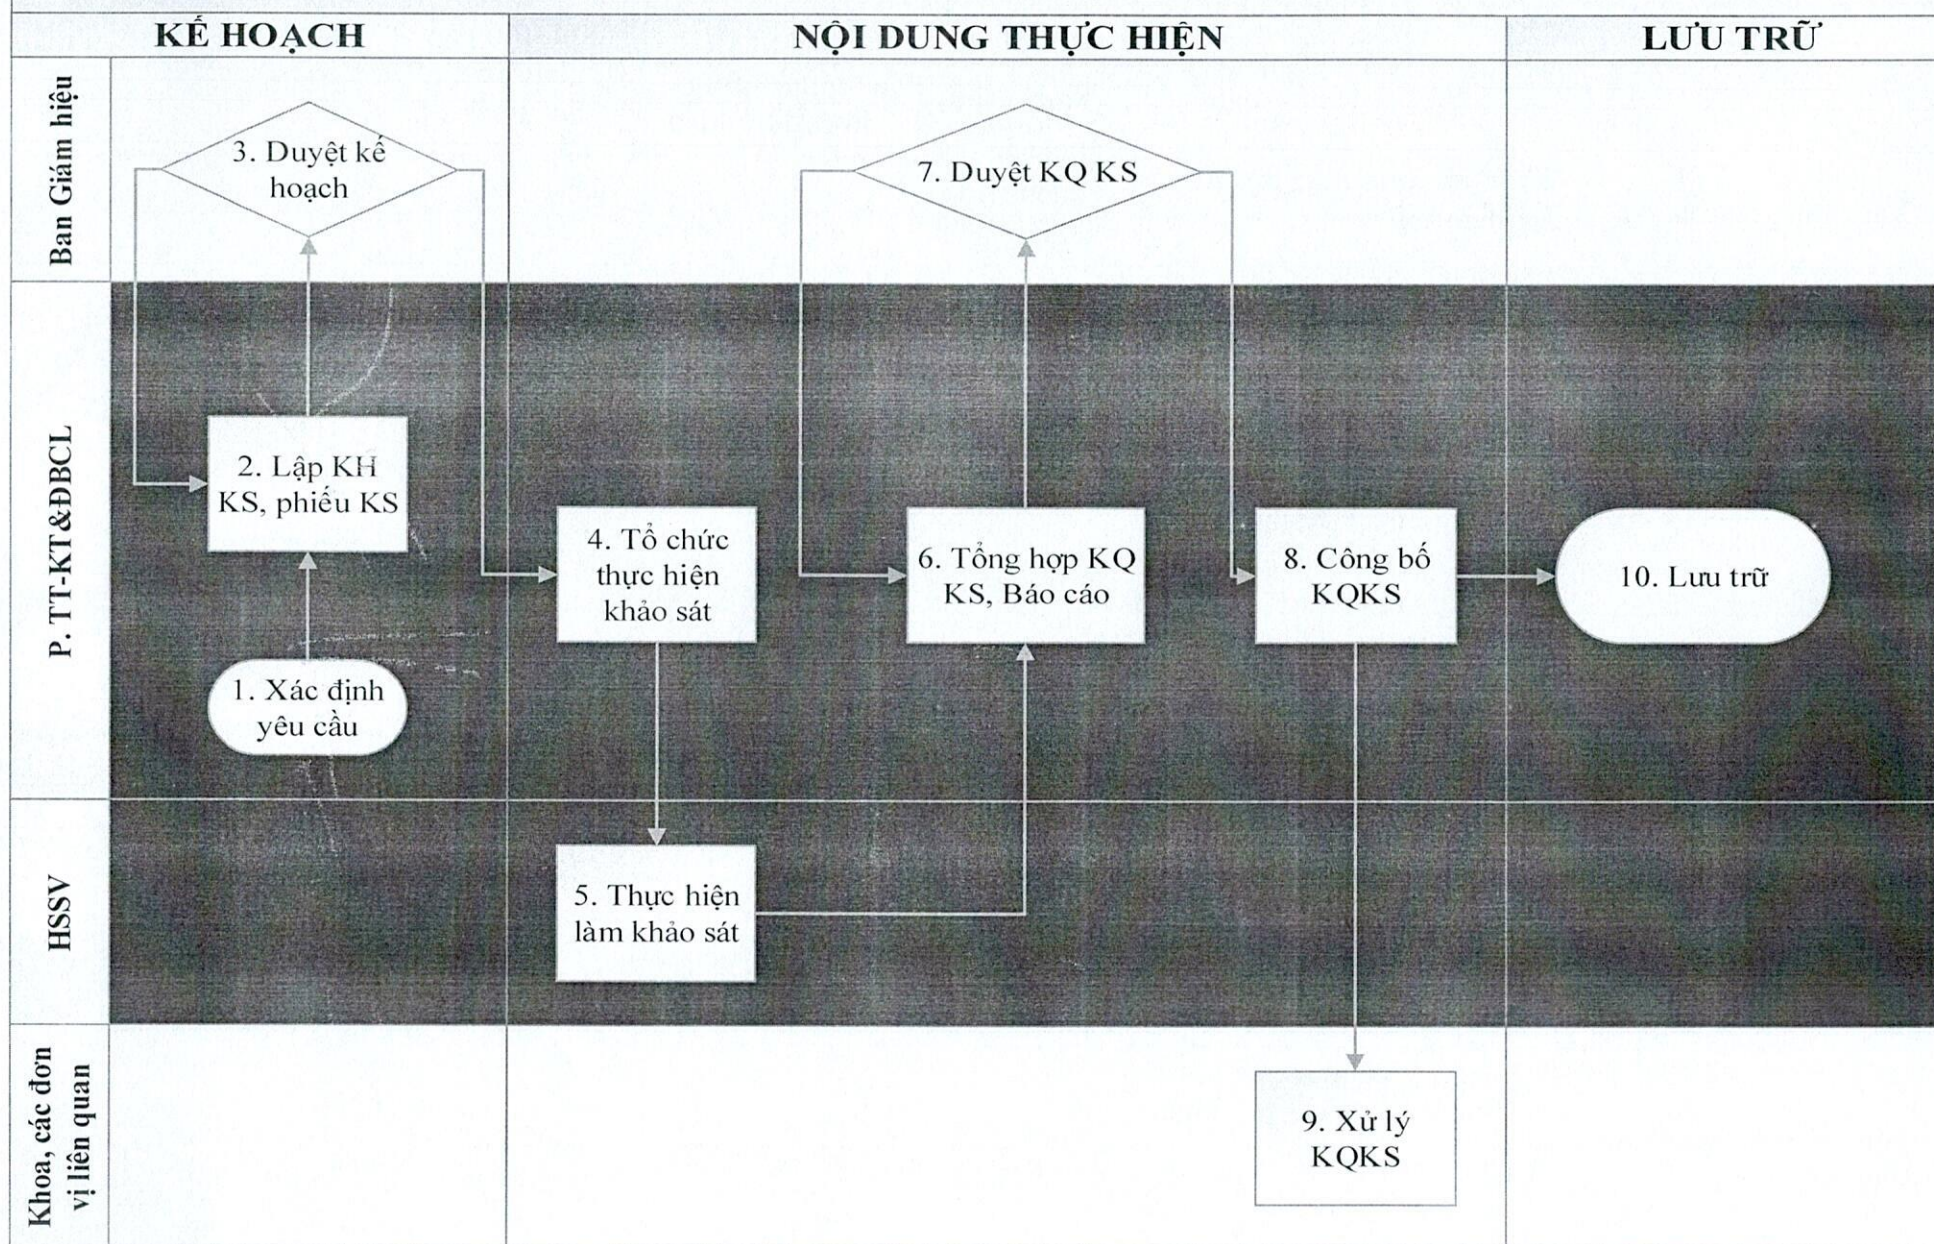 KẾ HOẠCH
NỘI DUNG THỰC HIỆN
LƯU TRỮ
Ban Giám hiệu
3. Duyệt kế
hoạch
7. Duyệt KQ KS
P. TT-KT&ĐBCL
2. Lập KH
KS, phiếu KS
1. Xác định
yêu cầu
4. Tổ chức
thực hiện
khảo sát
6. Tổng hợp KQ
KS, Báo cáo
8. Công bố
KQKS
10. Lưu trữ
HSSV
5. Thực hiện
làm khảo sát
Khoa, các đơn
vị liên quan
9. Xử lý
KQKS